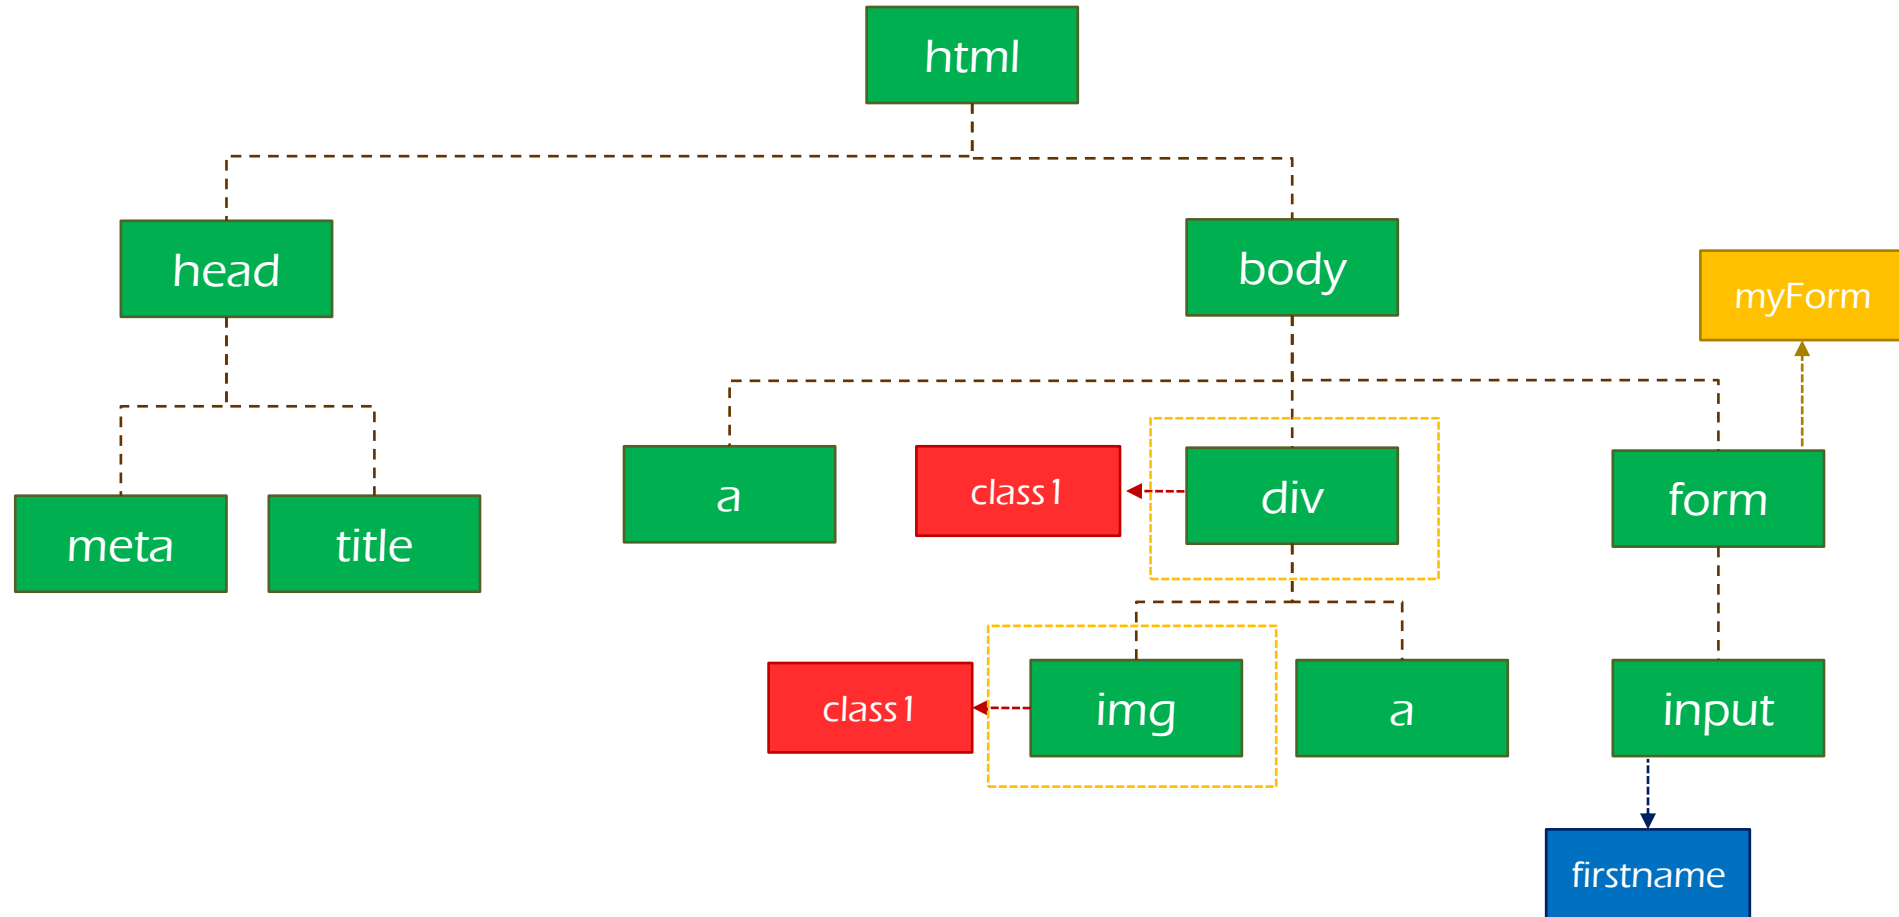 html
head
body
myForm
a
class1
div
form
meta
title
class1
img
a
input
firstname